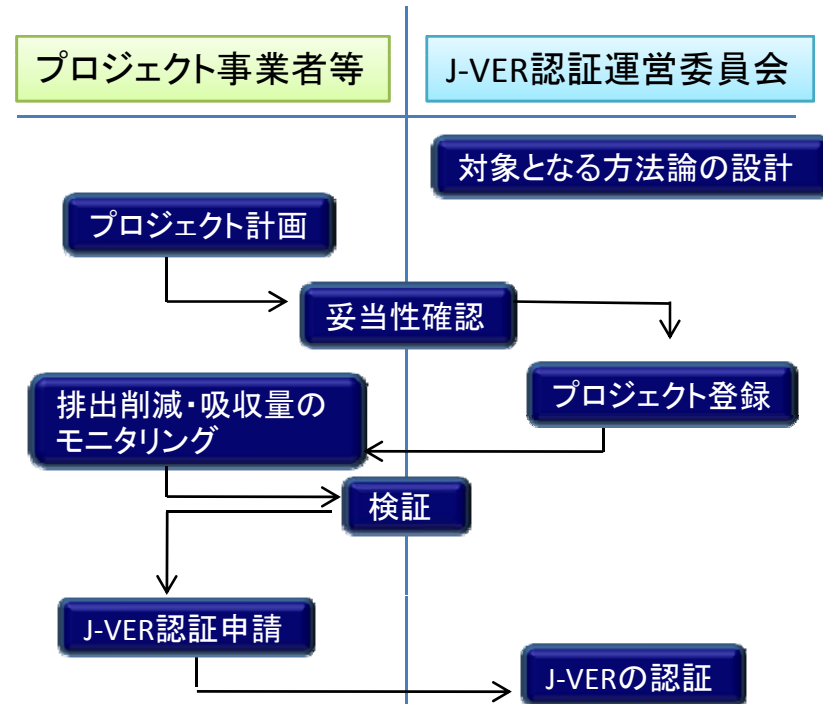 プロジェクト事業者等
J-VER認証運営委員会
対象となる方法論の設計
プロジェクト計画
妥当性確認
プロジェクト登録
排出削減・吸収量の
モニタリング
検証
J-VER認証申請
J-VERの認証